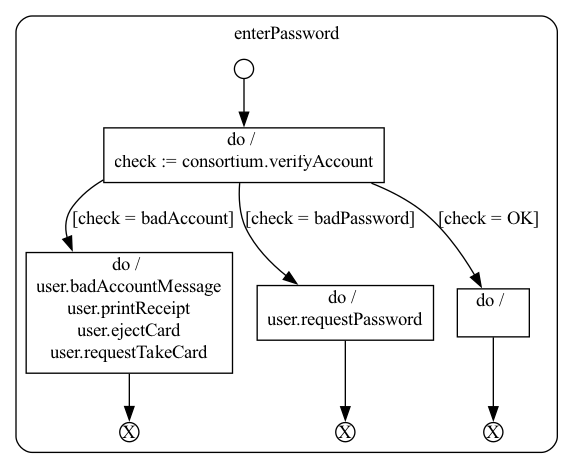 enterPassword
do /
check := consortium.verifyAccount
[check = badAccount]
[check = badPassword]
[check = OK]
do /
user.badAccountMessage
user.printReceipt
user.ejectCard
user.requestTakeCard
do /
user.requestPassword
do /
X
X
X